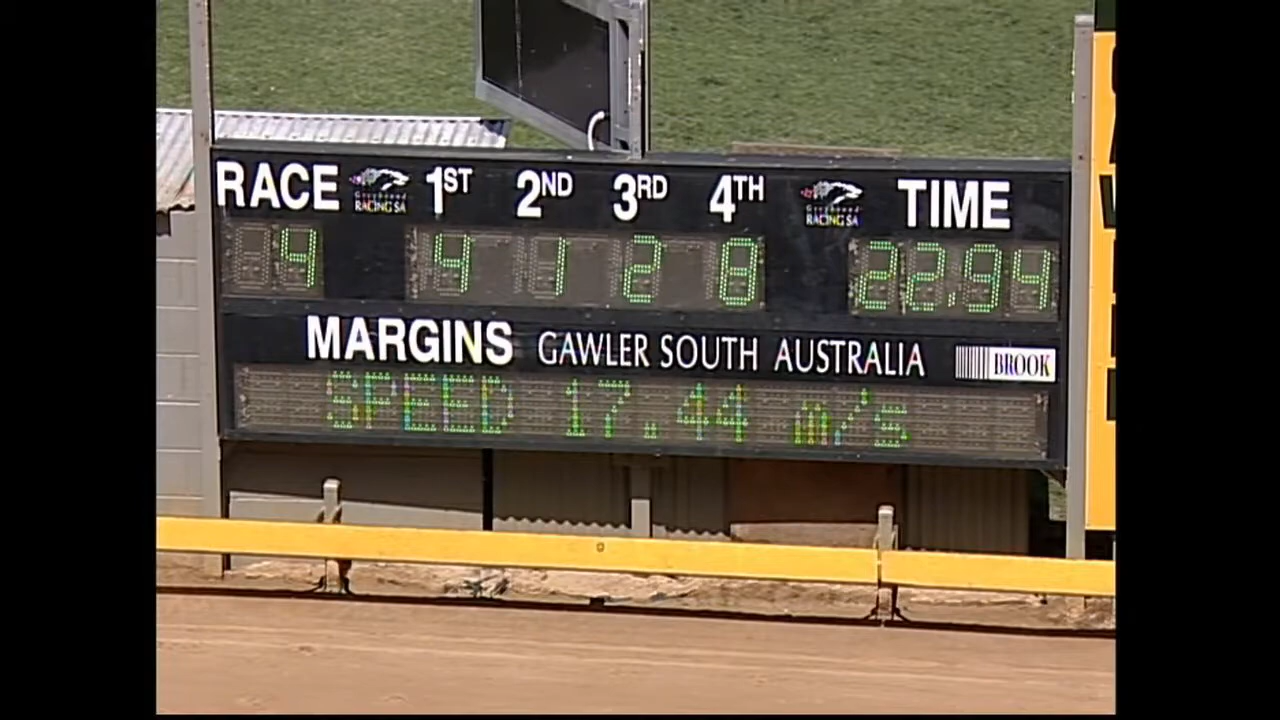 RACE Greyhound RACING SA 1ST 2ND 3RD 4TH Greyhound RACING SA TIME
4 4 1 2 8 22.94
MARGINS GAWLER SOUTH AUSTRALIA BROOK
SPEED 17.44 m/s